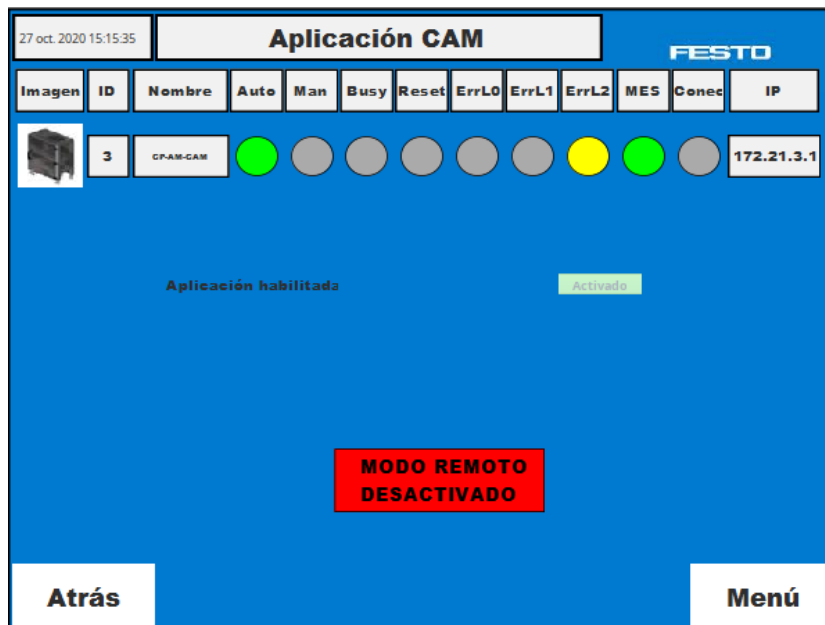 27 oct. 2020 15:15:35
Aplicación CAM
FESTO
Imagen ID Nombre Auto Man Busy Reset ErrL0 ErrL1 ErrL2 MES Conec IP
3 CP-AM-CAM 172.21.3.1
Aplicación habilitada Activado
MODO REMOTO
DESACTIVADO
Atrás Menú